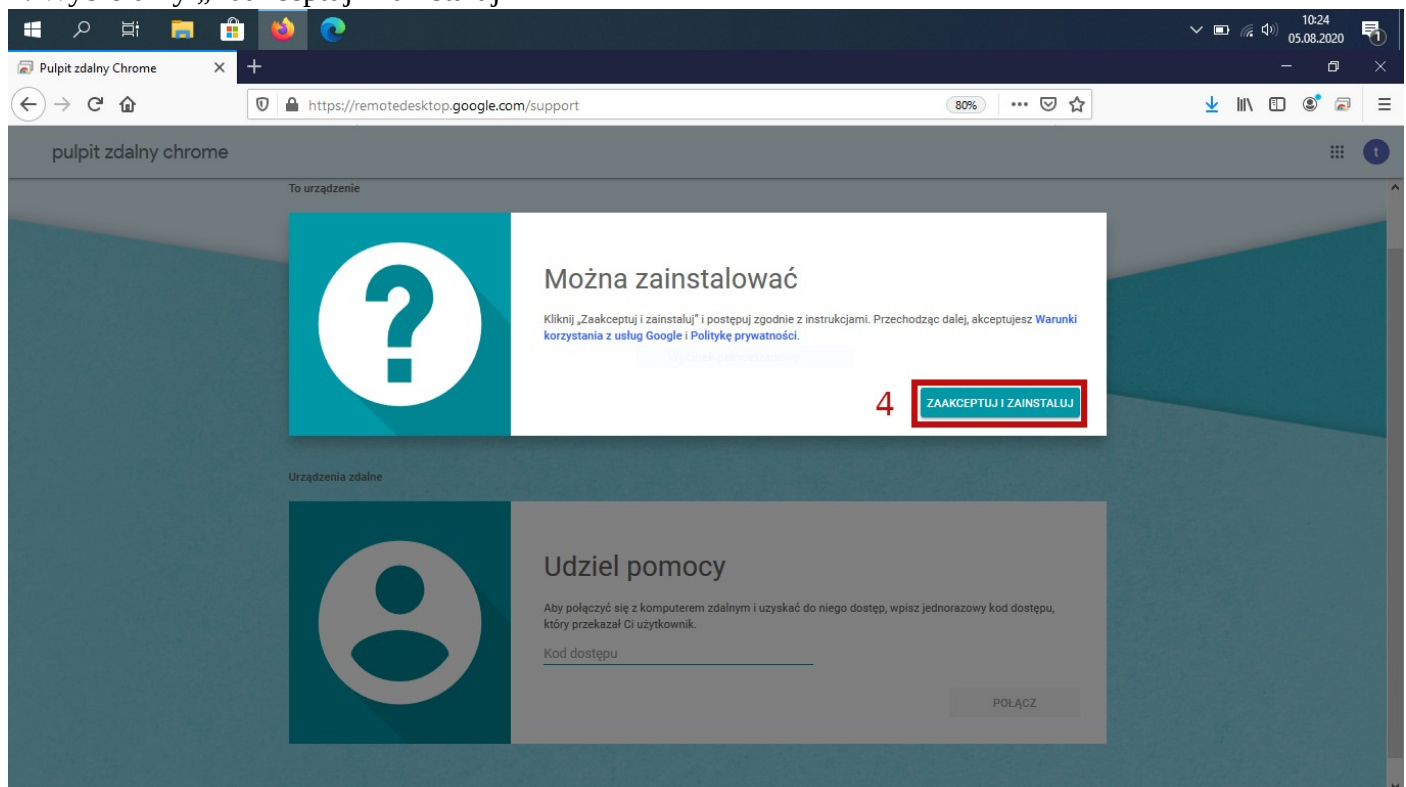 10:24
05.08.2020
1
Pulpit zdalny Chrome
https://remotedesktop.google.com/support
80%
pulpit zdalny chrome
t
To urządzenie
Można zainstalować
Kliknij „Zaakceptuj i zainstaluj” i postępuj zgodnie z instrukcjami. Przechodząc dalej, akceptujesz Warunki
korzystania z usług Google i Politykę prywatności.
4
ZAAKCEPTUJ I ZAINSTALUJ
Urządzenia zdalne
Udziel pomocy
Aby połączyć się z komputerem zdalnym i uzyskać do niego dostęp, wpisz jednorazowy kod dostępu,
który przekazał Ci użytkownik.
Kod dostępu
POŁĄCZ